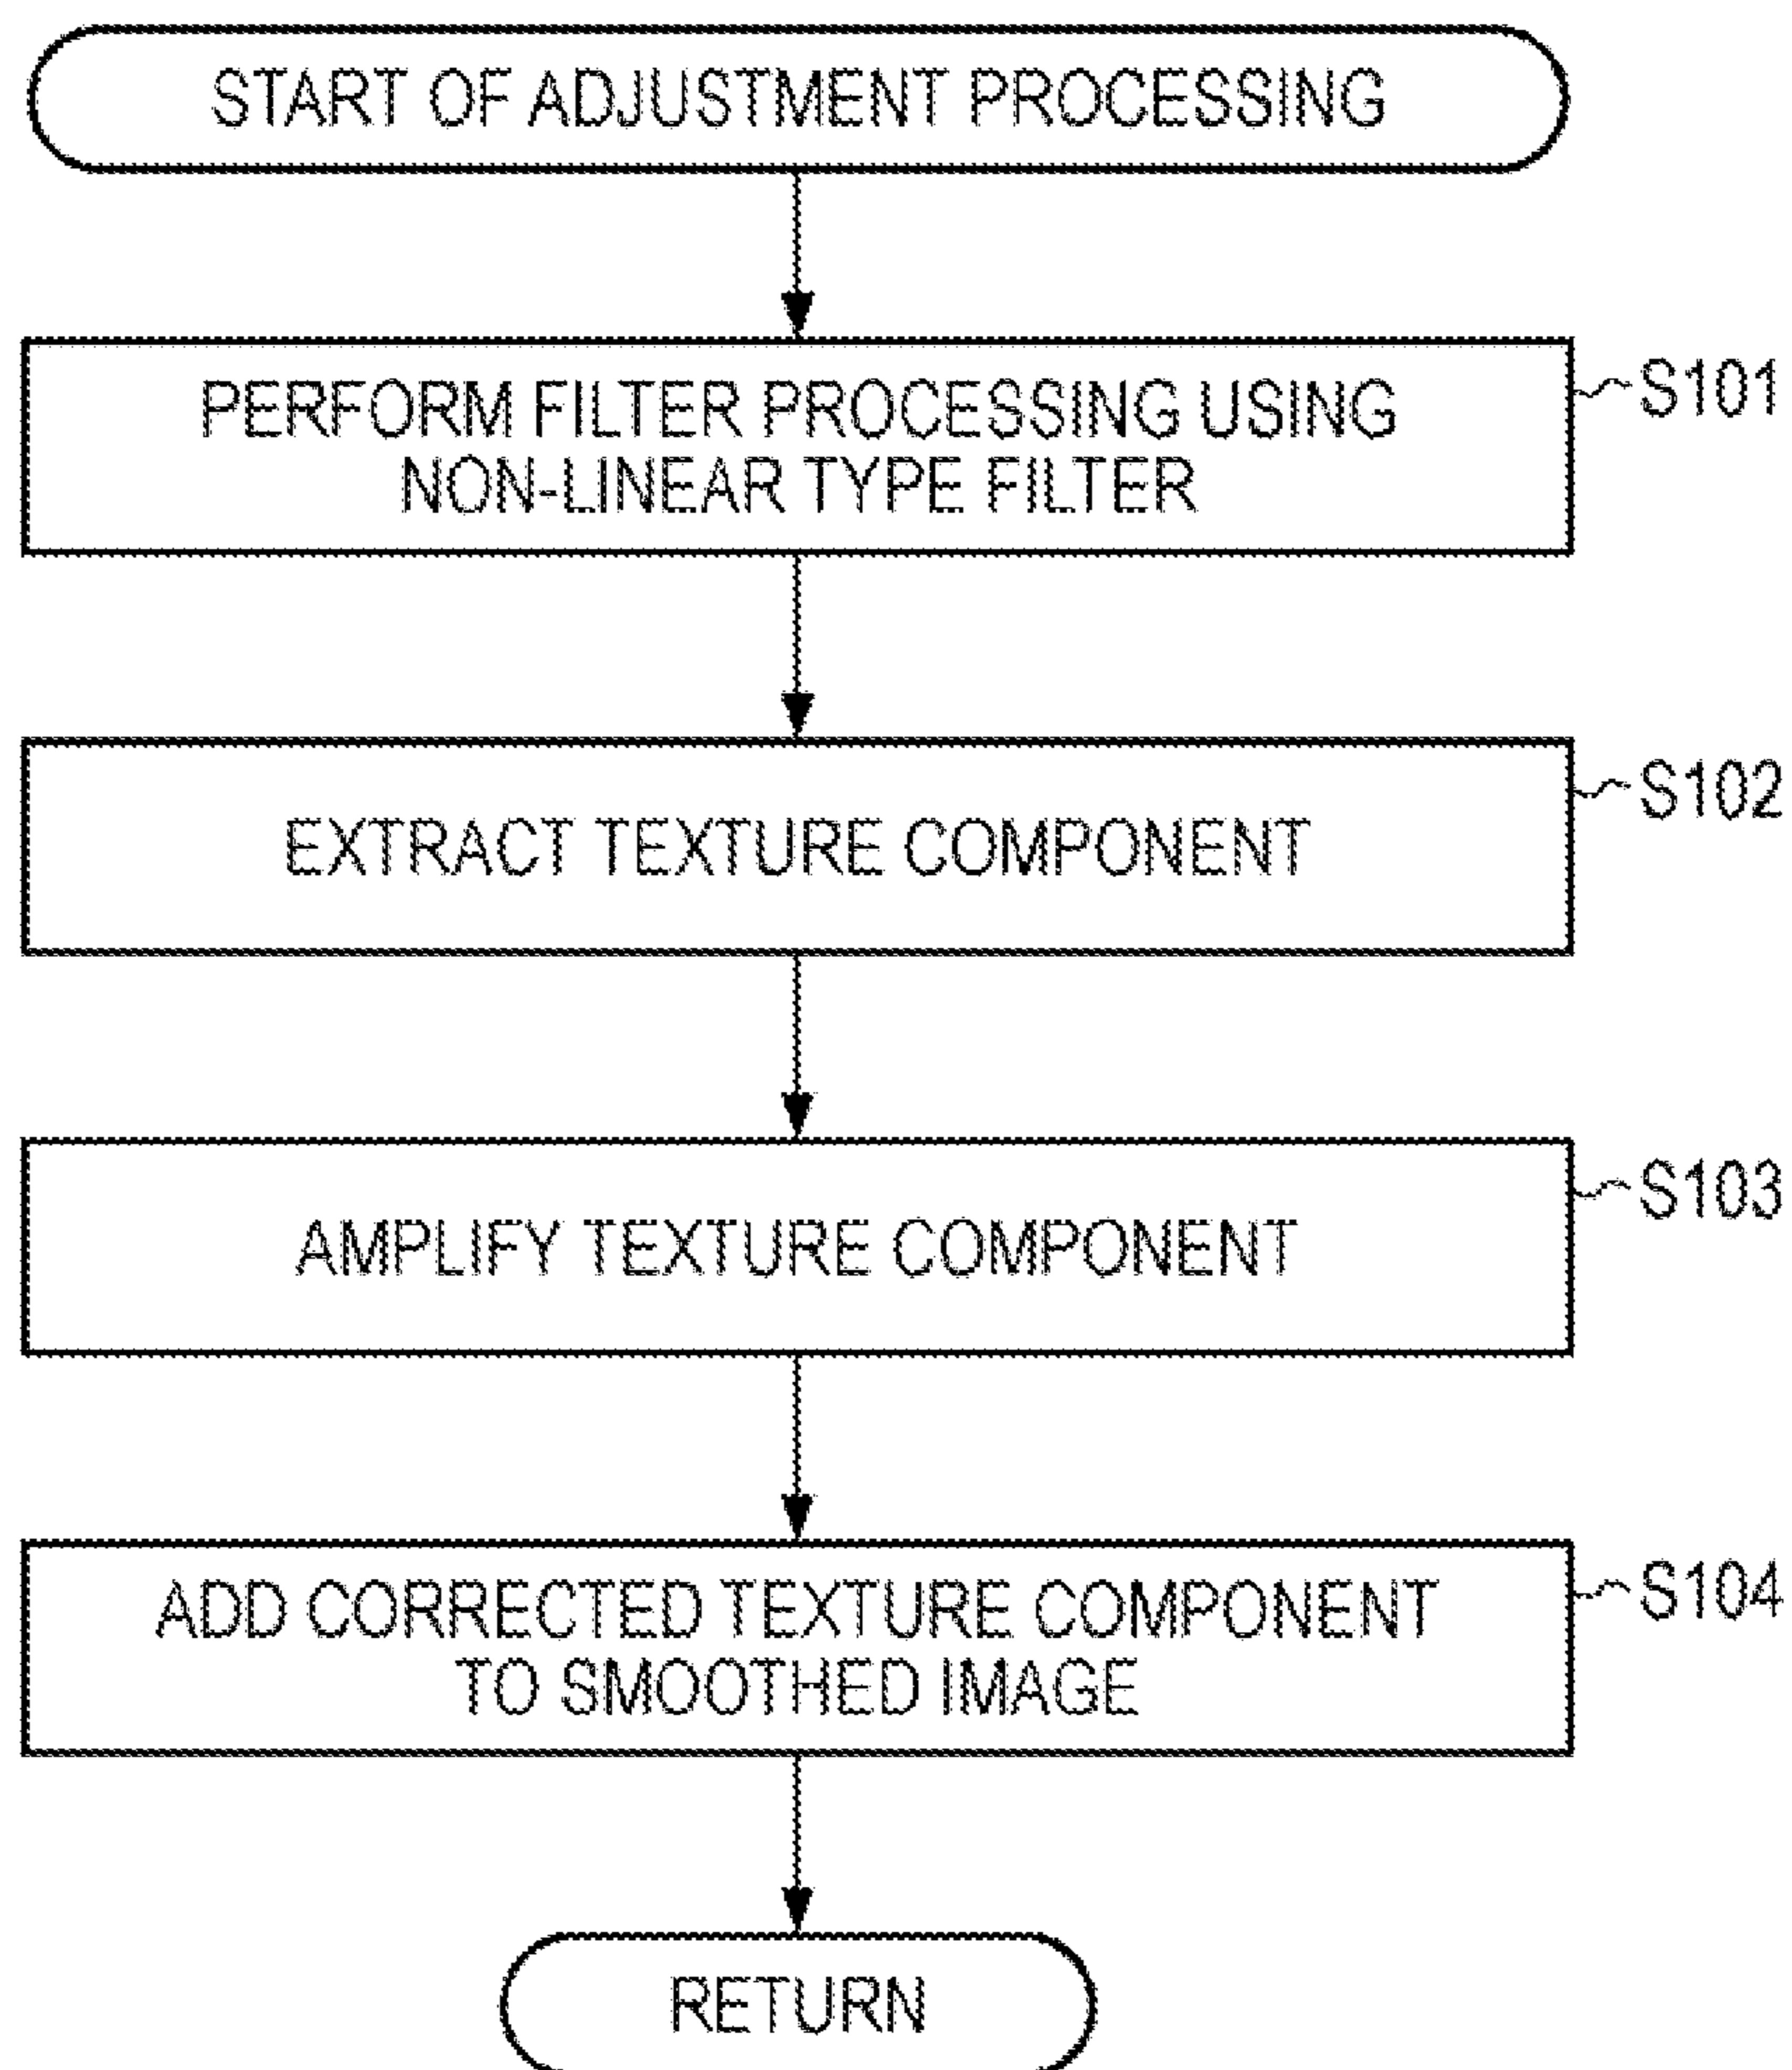 START OF ADJUSTMENT PROCESSING
PERFORM FILTER PROCESSING USING
NON-LINEAR TYPE FILTER
S101
EXTRACT TEXTURE COMPONENT
S102
AMPLIFY TEXTURE COMPONENT
S103
ADD CORRECTED TEXTURE COMPONENT
TO SMOOTHED IMAGE
S104
RETURN